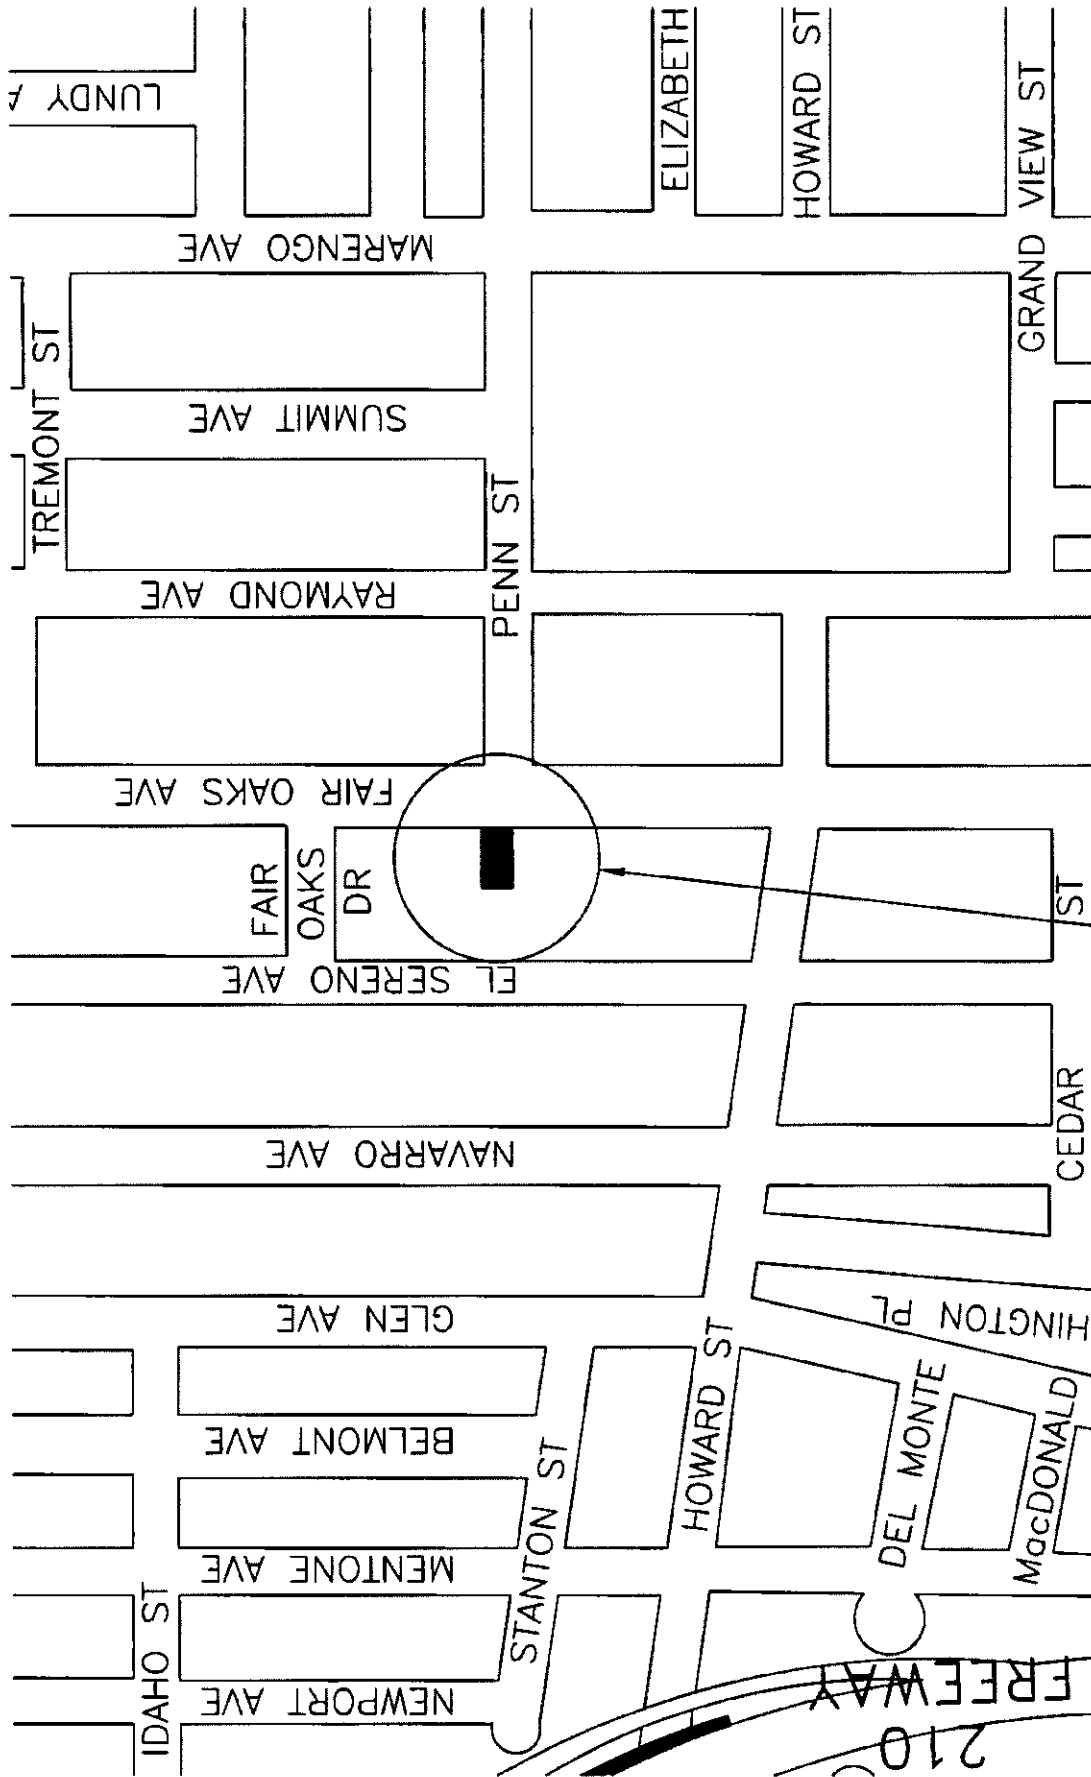 LUNDY A
ELIZABETH
HOWARD ST
GRAND VIEW ST
MARENGO AVE
TREMONT ST
SUMMIT AVE
PENN ST
RAYMOND AVE
FAIR OAKS AVE
FAIR
OAKS
DR
EL SERENO AVE
CEDAR ST
NAVARRO AVE
GLEN AVE
HINGTON PL
HOWARD ST
BELMONT AVE
STANTON ST
DEL MONTE
MacDONALD
MENTONE AVE
IDAHO ST
NEWPORT AVE
210
FREEWAY